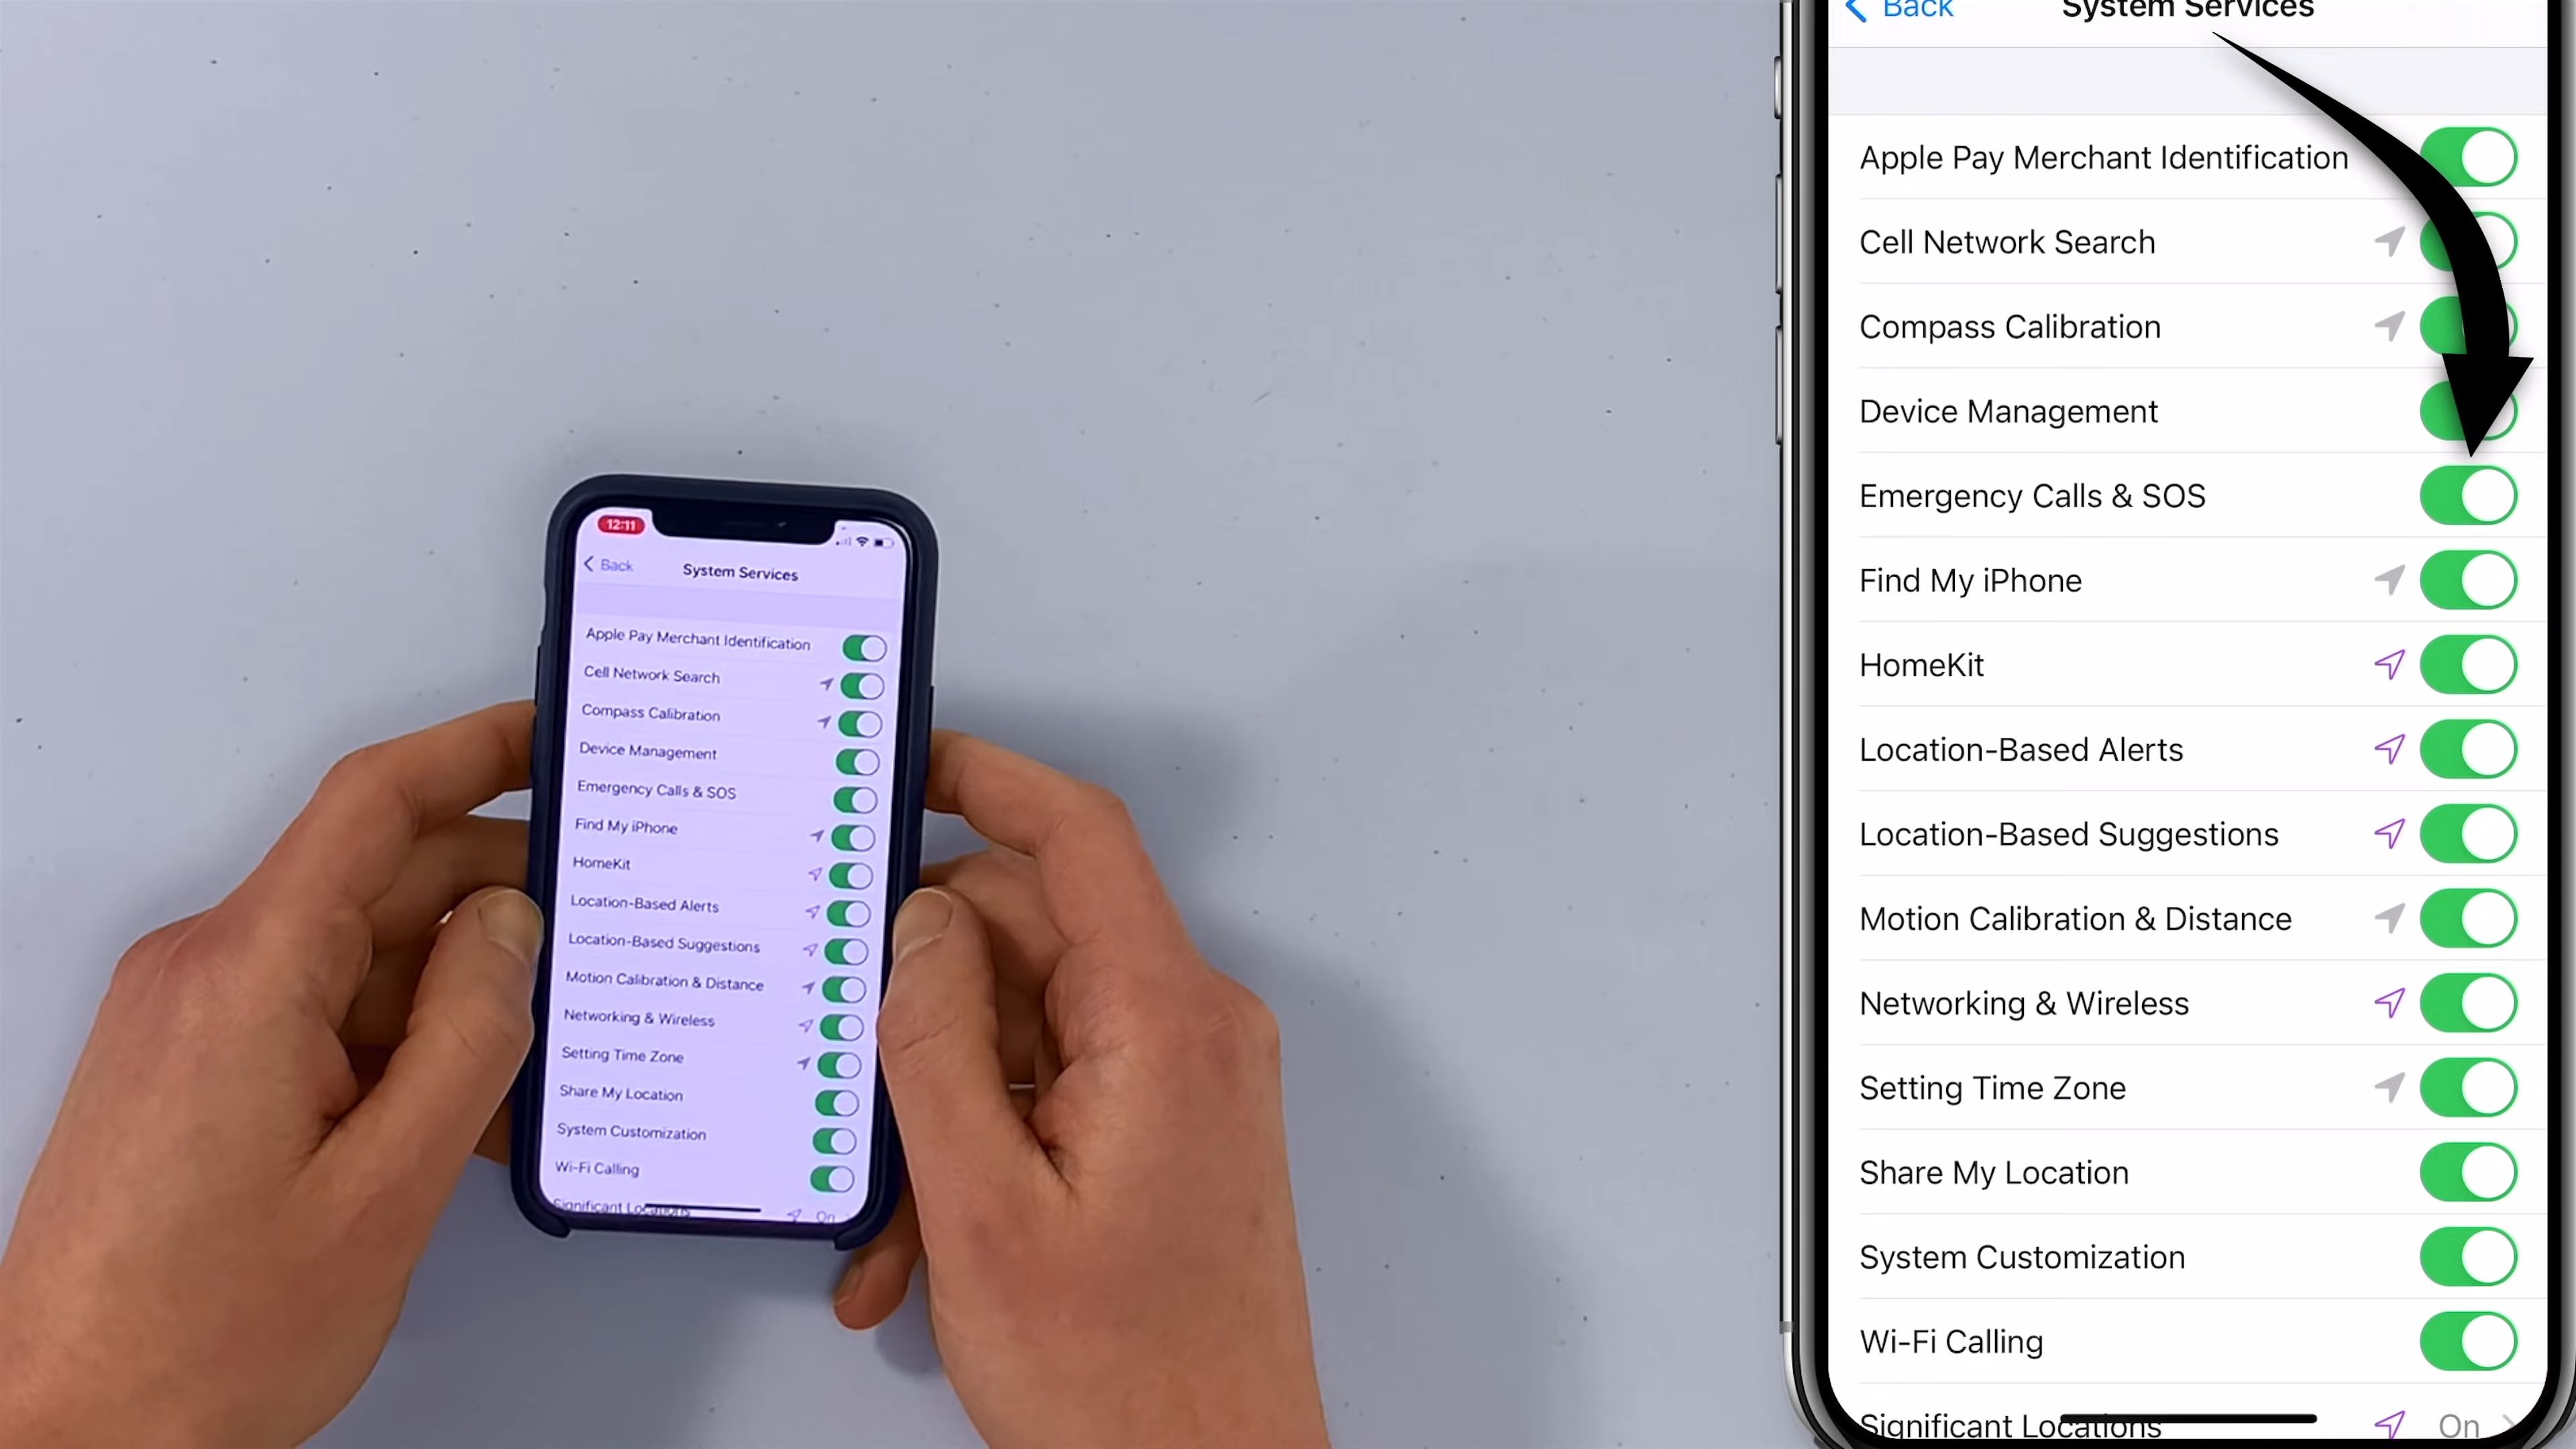 12:11
Back
System Services
Apple Pay Merchant Identification
Cell Network Search
Compass Calibration
Device Management
Emergency Calls & SOS
Find My iPhone
HomeKit
Location-Based Alerts
Location-Based Suggestions
Motion Calibration & Distance
Networking & Wireless
Setting Time Zone
Share My Location
System Customization
Wi-Fi Calling
Significant Locations On
Back
System Services
Apple Pay Merchant Identification
Cell Network Search
Compass Calibration
Device Management
Emergency Calls & SOS
Find My iPhone
HomeKit
Location-Based Alerts
Location-Based Suggestions
Motion Calibration & Distance
Networking & Wireless
Setting Time Zone
Share My Location
System Customization
Wi-Fi Calling
Significant Locations On